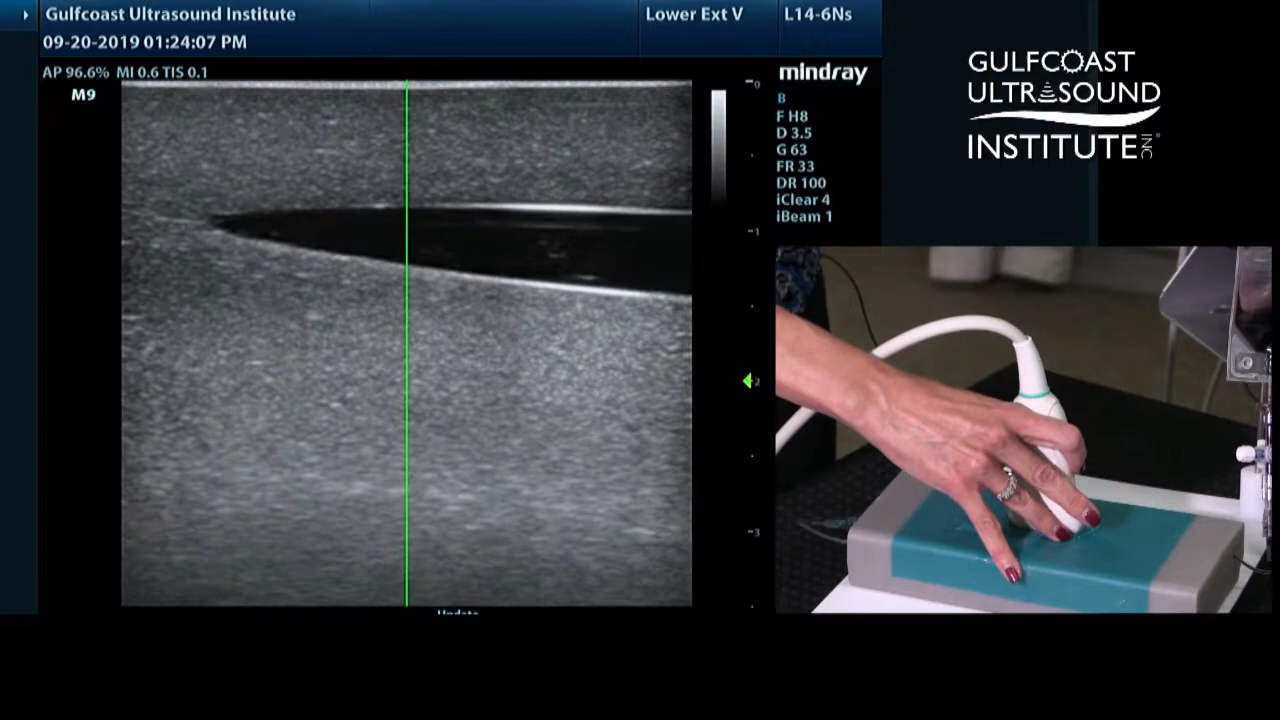 Gulfcoast Ultrasound Institute
Lower Ext V
L14-6Ns
09-20-2019 01:24:07 PM
AP 96.6% MI 0.6 TIS 0.1
M9
mindray
B
F H8
D 3.5
G 63
FR 33
DR 100
iClear 4
iBeam 1
0
1
2
3
Update
GULFCOAST
ULTRASOUND
INSTITUTE INC